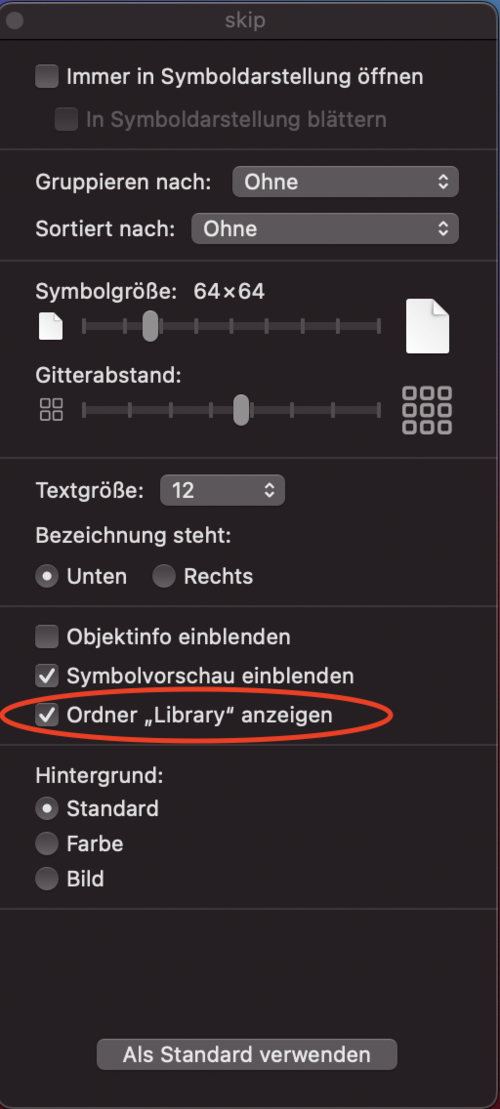 skip
Immer in Symboldarstellung öffnen
In Symboldarstellung blättern
Gruppieren nach: Ohne
Sortiert nach: Ohne
Symbolgröße: 64×64
Gitterabstand:
Textgröße: 12
Bezeichnung steht:
Unten Rechts
Objektinfo einblenden
Symbolvorschau einblenden
Ordner „Library“ anzeigen
Hintergrund:
Standard
Farbe
Bild
Als Standard verwenden